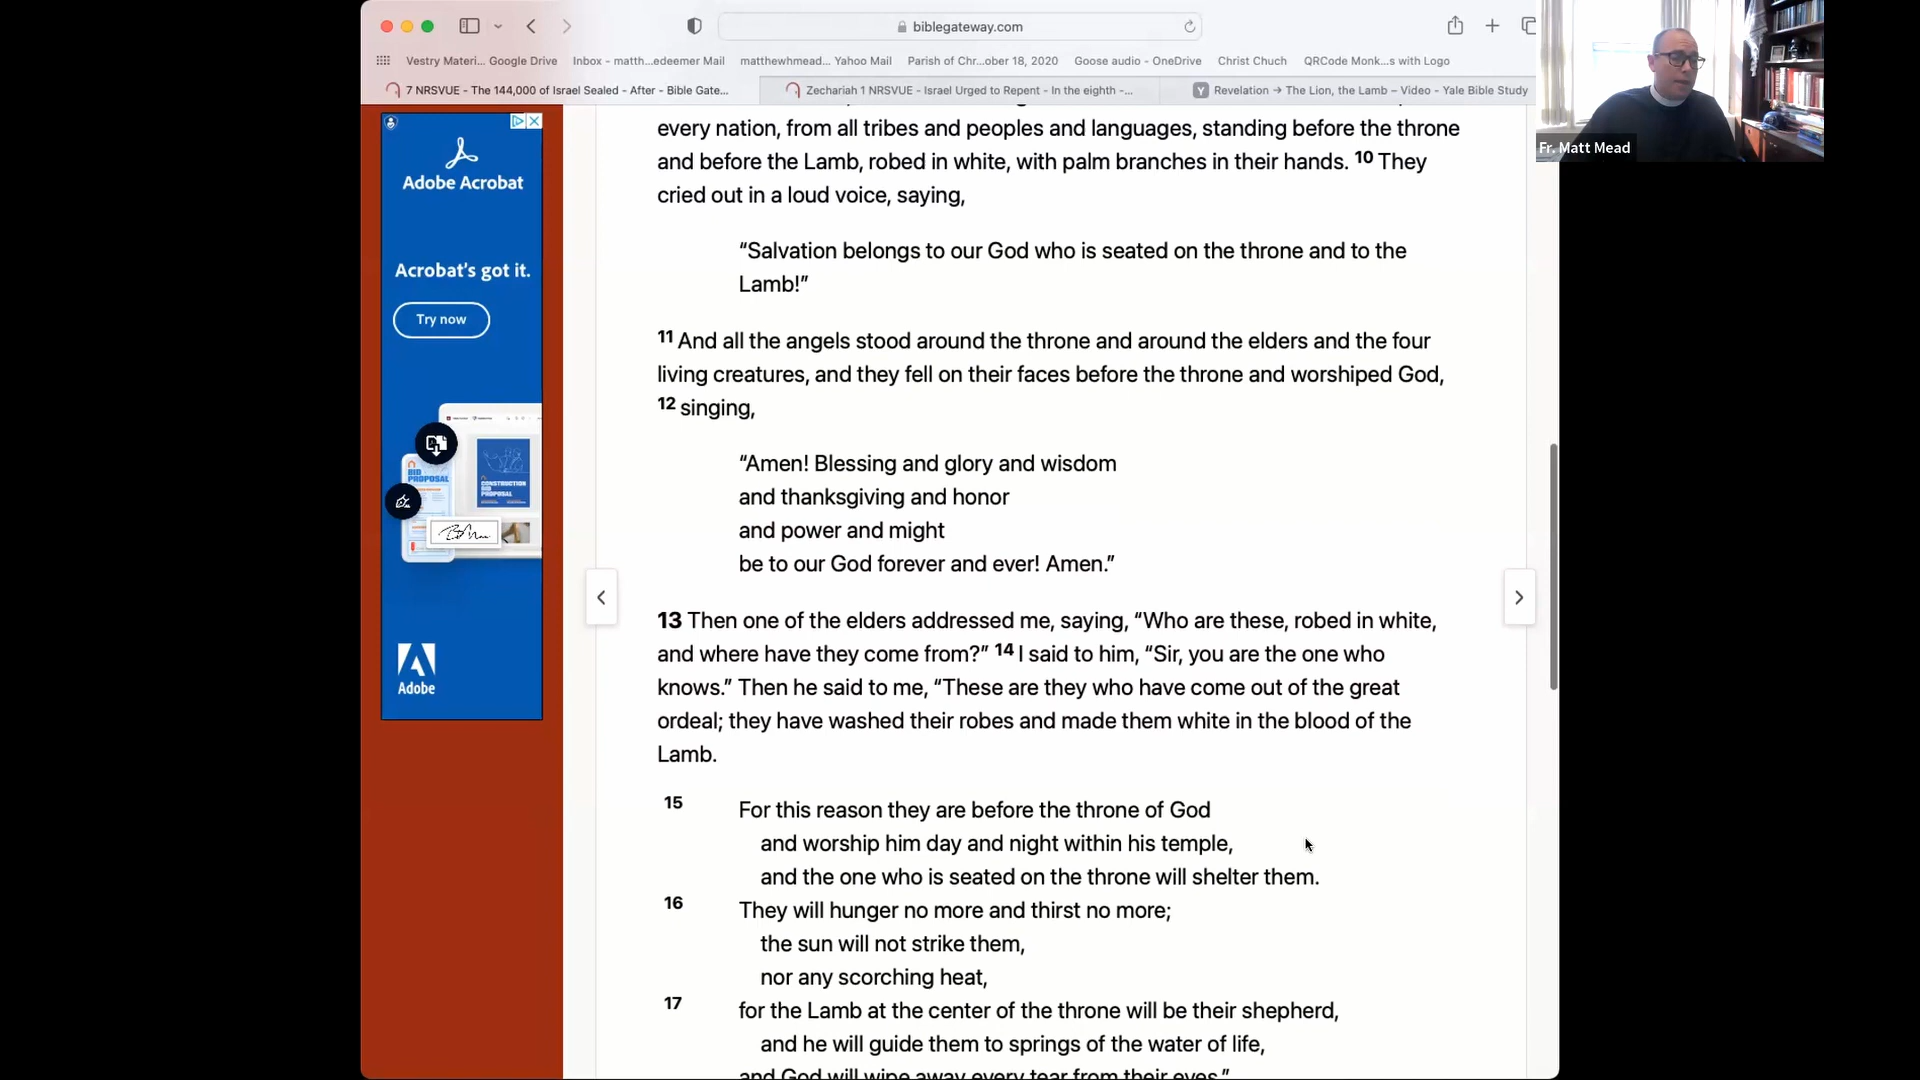 biblegateway.com
Vestry Materi... Google Drive
Inbox - matth...edeemer Mail
matthewhmead... Yahoo Mail
Parish of Chr...ober 18, 2020
Goose audio - OneDrive
Christ Chuch
QRCode Monk...s with Logo
7 NRSVUE - The 144,000 of Israel Sealed - After - Bible Gate...
Zechariah 1 NRSVUE - Israel Urged to Repent - In the eighth -...
Y
Revelation → The Lion, the Lamb – Video - Yale Bible Study
Fr. Matt Mead
Adobe Acrobat
Acrobat's got it.
Try now
BID
PROPOSAL
CONSTRUCTION
BID
PROPOSAL
Adobe
every nation, from all tribes and peoples and languages, standing before the throne
and before the Lamb, robed in white, with palm branches in their hands. 10 They
cried out in a loud voice, saying,
“Salvation belongs to our God who is seated on the throne and to the
Lamb!”
11 And all the angels stood around the throne and around the elders and the four
living creatures, and they fell on their faces before the throne and worshiped God,
12 singing,
“Amen! Blessing and glory and wisdom
and thanksgiving and honor
and power and might
be to our God forever and ever! Amen.”
13 Then one of the elders addressed me, saying, “Who are these, robed in white,
and where have they come from?” 14 I said to him, “Sir, you are the one who
knows.” Then he said to me, “These are they who have come out of the great
ordeal; they have washed their robes and made them white in the blood of the
Lamb.
15 For this reason they are before the throne of God
and worship him day and night within his temple,
and the one who is seated on the throne will shelter them.
16 They will hunger no more and thirst no more;
the sun will not strike them,
nor any scorching heat,
17 for the Lamb at the center of the throne will be their shepherd,
and he will guide them to springs of the water of life,
and God will wipe away every tear from their eyes.”